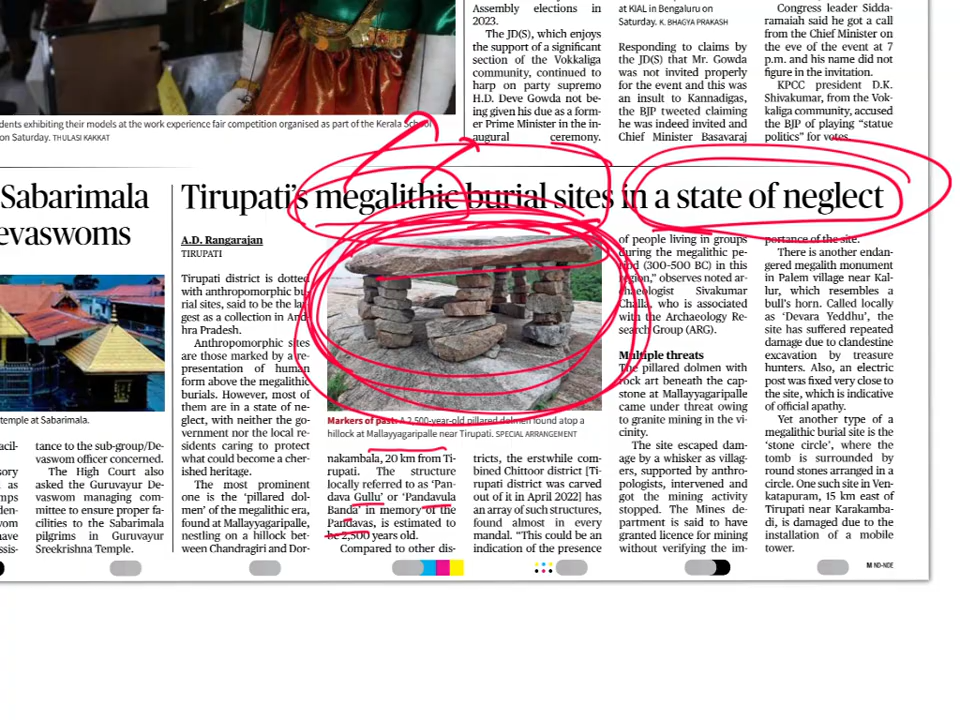 Assembly elections in
2023.
The JD(S), which enjoys
the support of a significant
section of the Vokkaliga
community, continued to
harp on party supremo
H.D. Deve Gowda not be-
ing given his due as a form-
er Prime Minister in the in-
augural ceremony.
at KIAL in Bengaluru on
Saturday. K. BHAGYA PRAKASH
Responding to claims by
the JD(S) that Mr. Gowda
was not invited properly
for the event and this was
an insult to Kannadigas,
the BJP tweeted claiming
he was indeed invited and
Chief Minister Basavaraj
Congress leader Sidda-
ramaiah said he got a call
from the Chief Minister on
the eve of the event at 7
p.m. and his name did not
figure in the invitation.
KPCC president D.K.
Shivakumar, from the Vok-
kaliga community, accused
the BJP of playing “statue
politics” for votes.
dents exhibiting their models at the work experience fair competition organised as part of the Kerala School
on Saturday. THULASI KAKKAT
Sabarimala
evaswoms
temple at Sabarimala.
tance to the sub-group/De-
vaswom officer concerned.
The High Court also
asked the Guruvayur De-
vaswom managing com-
mittee to ensure proper fa-
cilities to the Sabarimala
pilgrims in Guruvayur
Sreekrishna Temple.
Tirupati’s megalithic burial sites in a state of neglect
A.D. Rangarajan
TIRUPATI
Tirupati district is dotted
with anthropomorphic bu-
rial sites, said to be the lar-
gest as a collection in And-
hra Pradesh.
Anthropomorphic sites
are those marked by a re-
presentation of human
form above the megalithic
burials. However, most of
them are in a state of ne-
glect, with neither the go-
vernment nor the local re-
sidents caring to protect
what could become a cher-
ished heritage.
The most prominent
one is the ‘pillared dol-
men’ of the megalithic era,
found at Mallayyagaripalle,
nestling on a hillock bet-
ween Chandragiri and Dor-
Markers of past: A 2,500-year-old pillared dolmen found atop a
hillock at Mallayyagaripalle near Tirupati. SPECIAL ARRANGEMENT
nakambala, 20 km from Ti-
rupati. The structure
locally referred to as ‘Pan-
dava Gullu’ or ‘Pandavula
Banda’ in memory of the
Pandavas, is estimated to
be 2,500 years old.
Compared to other dis-
tricts, the erstwhile com-
bined Chittoor district [Ti-
rupati district was carved
out of it in April 2022] has
an array of such structures,
found almost in every
mandal. “This could be an
indication of the presence
of people living in groups
during the megalithic pe-
riod (300-500 BC) in this
region,” observes noted ar-
chaeologist Sivakumar
Challa, who is associated
with the Archaeology Re-
search Group (ARG).
Multiple threats
The pillared dolmen with
rock art beneath the cap-
stone at Mallayyagaripalle
came under threat owing
to granite mining in the vi-
cinity.
The site escaped dam-
age by a whisker as villag-
ers, supported by anthro-
pologists, intervened and
got the mining activity
stopped. The Mines de-
partment is said to have
granted licence for mining
without verifying the im-
portance of the site.
There is another endan-
gered megalith monument
in Palem village near Kal-
lur, which resembles a
bull’s horn. Called locally
as ‘Devara Yeddhu’, the
site has suffered repeated
damage due to clandestine
excavation by treasure
hunters. Also, an electric
post was fixed very close to
the site, which is indicative
of official apathy.
Yet another type of
megalithic burial site is the
‘stone circle’, where the
tomb is surrounded by
round stones arranged in a
circle. One such site in Ven-
katapuram, 15 km east of
Tirupati near Karakamba-
di, is damaged due to the
installation of a mobile
tower.
M ND-NDE